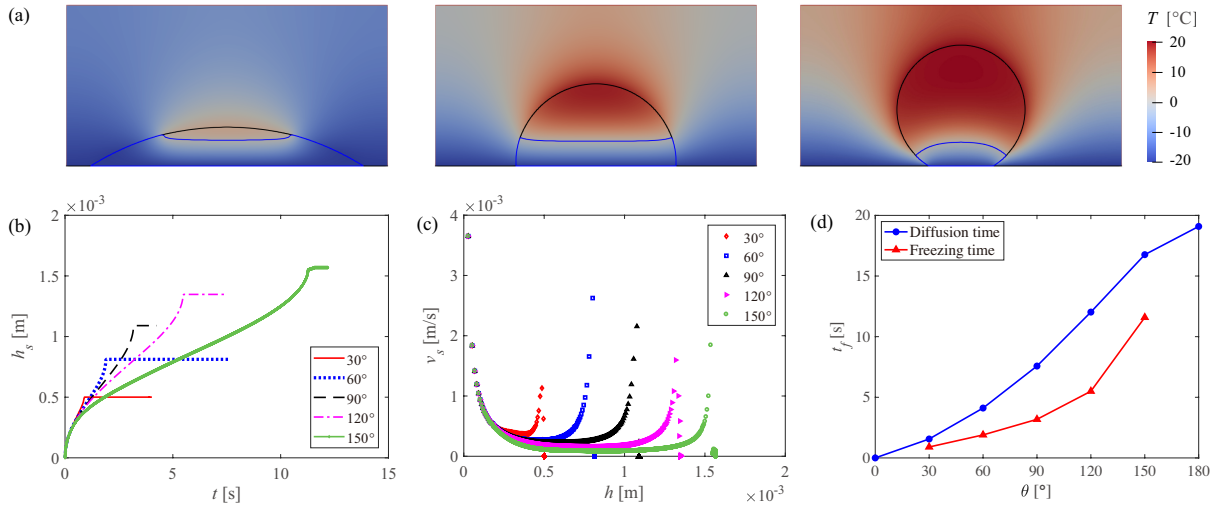 (a)
T [°C]
20
10
0
-10
-20
(b)
×10⁻³
2
1.5
1
0.5
0
h_s [m]
0 5 10 15
t [s]
30°
60°
90°
120°
150°
(c)
×10⁻³
4
3
2
1
0
v_s [m/s]
0 0.5 1 1.5 2
h [m]
×10⁻³
30°
60°
90°
120°
150°
(d)
20
15
10
5
0
t_f [s]
0 30 60 90 120 150 180
θ [°]
Diffusion time
Freezing time